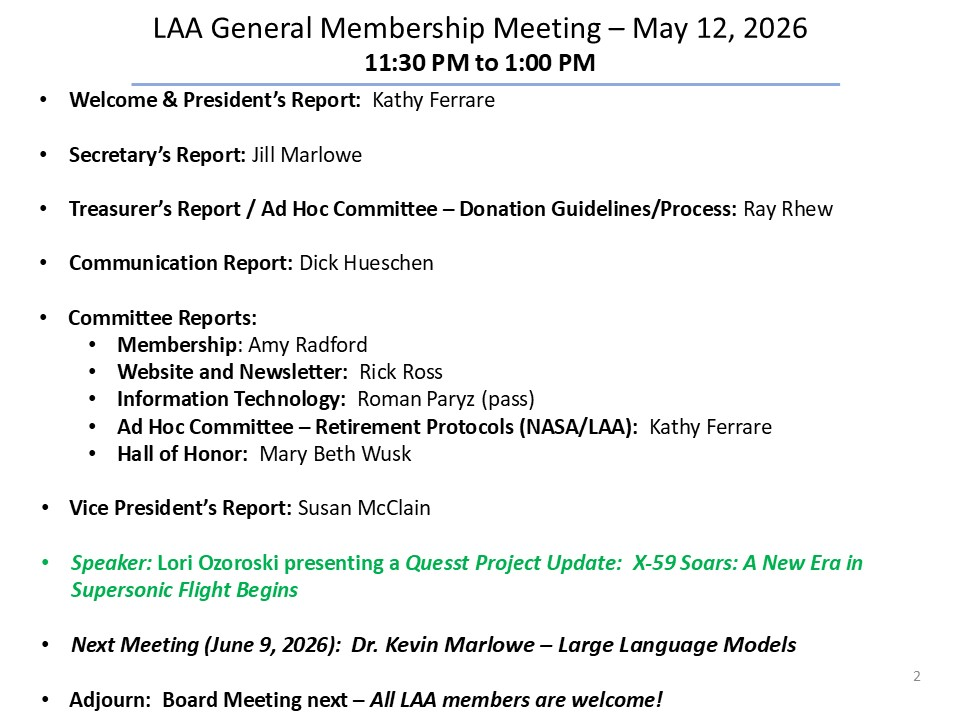 LAA General Membership Meeting – May 12, 2026
11:30 PM to 1:00 PM
• Welcome & President's Report: Kathy Ferrare
• Secretary's Report: Jill Marlowe
• Treasurer's Report / Ad Hoc Committee – Donation Guidelines/Process: Ray Rhew
• Communication Report: Dick Hueschen
• Committee Reports:
• Membership: Amy Radford
• Website and Newsletter: Rick Ross
• Information Technology: Roman Paryz (pass)
• Ad Hoc Committee – Retirement Protocols (NASA/LAA): Kathy Ferrare
• Hall of Honor: Mary Beth Wusk
• Vice President's Report: Susan McClain
• Speaker: Lori Ozoroski presenting a Quesst Project Update: X-59 Soars: A New Era in
Supersonic Flight Begins
• Next Meeting (June 9, 2026): Dr. Kevin Marlowe – Large Language Models
2
• Adjourn: Board Meeting next – All LAA members are welcome!